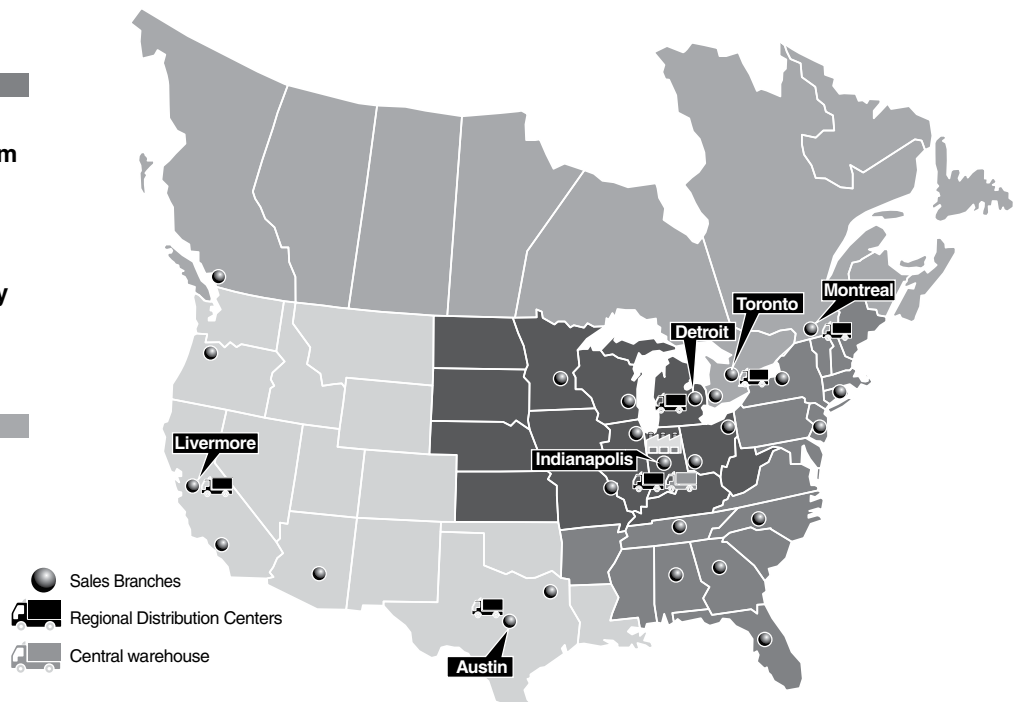 m
y
Montreal
Toronto
Detroit
Livermore
Indianapolis
Austin
Sales Branches
Regional Distribution Centers
Central warehouse